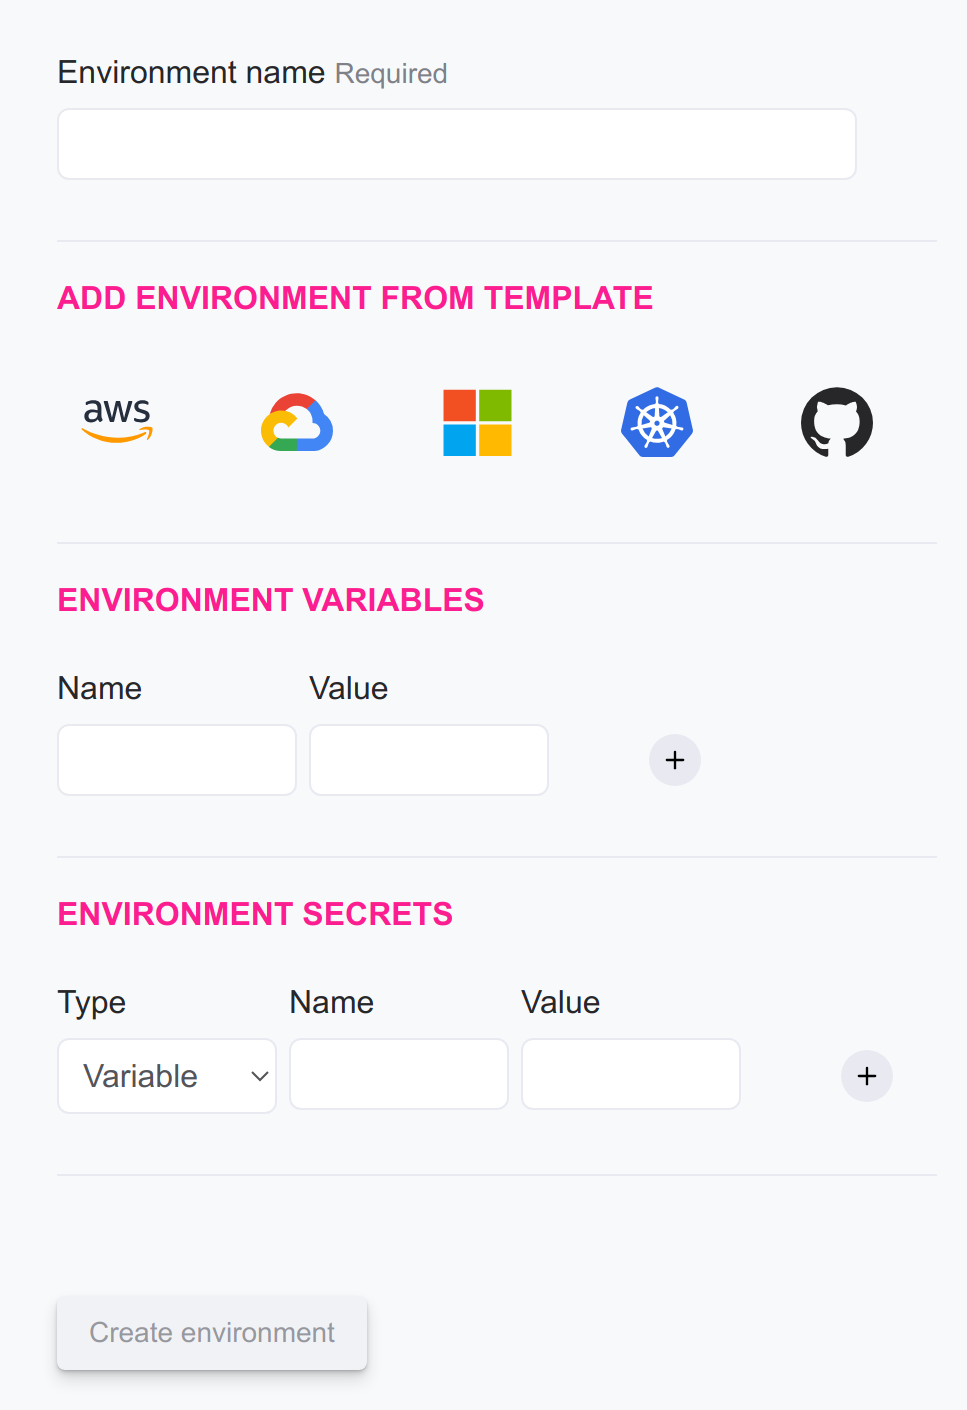 Environment name Required
ADD ENVIRONMENT FROM TEMPLATE
aws
ENVIRONMENT VARIABLES
Name Value
+
ENVIRONMENT SECRETS
Type Name Value
Variable
+
Create environment